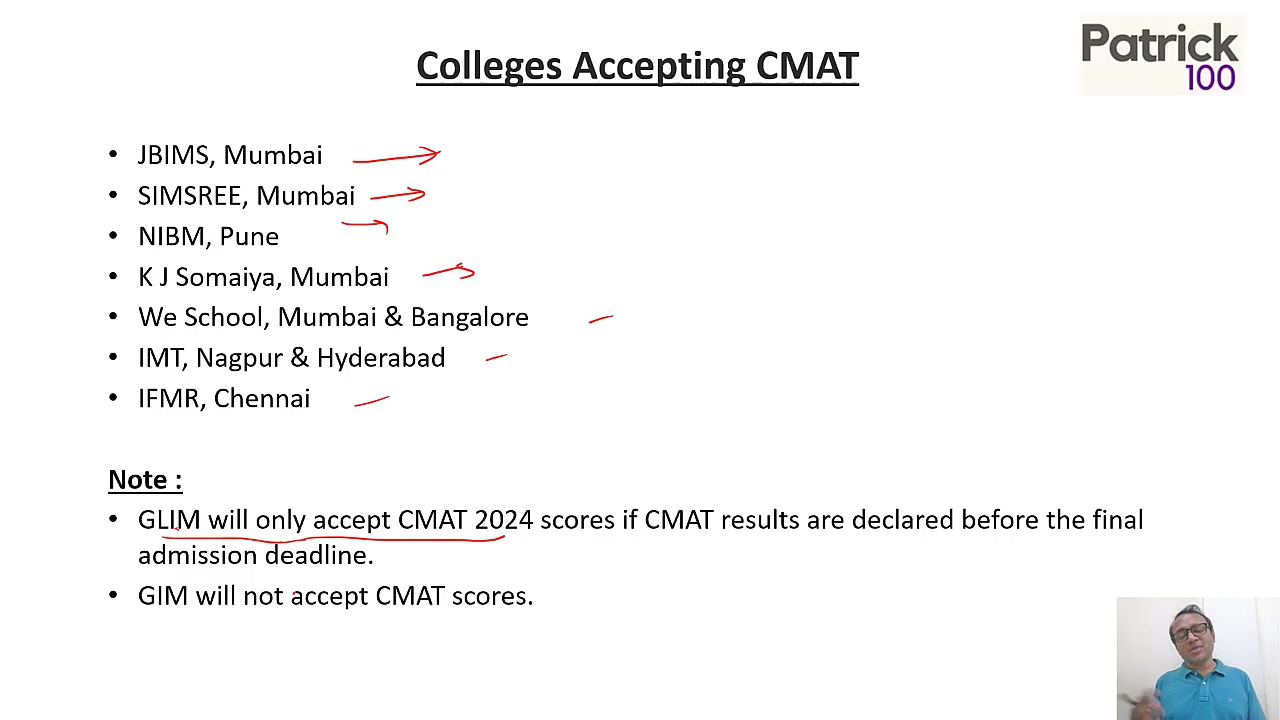 Colleges Accepting CMAT
Patrick
100
• JBIMS, Mumbai
• SIMSREE, Mumbai
• NIBM, Pune
• K J Somaiya, Mumbai
• We School, Mumbai & Bangalore
• IMT, Nagpur & Hyderabad
• IFMR, Chennai
Note :
• GLIM will only accept CMAT 2024 scores if CMAT results are declared before the final
admission deadline.
• GIM will not accept CMAT scores.